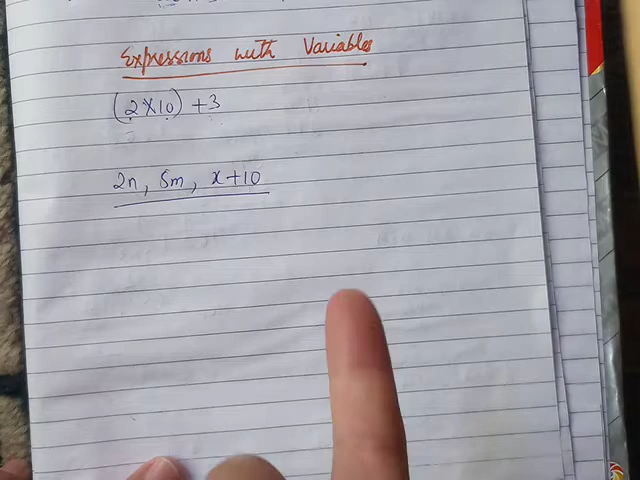 Expressions with Variables
(2×10) +3
2n, 5m, x+10